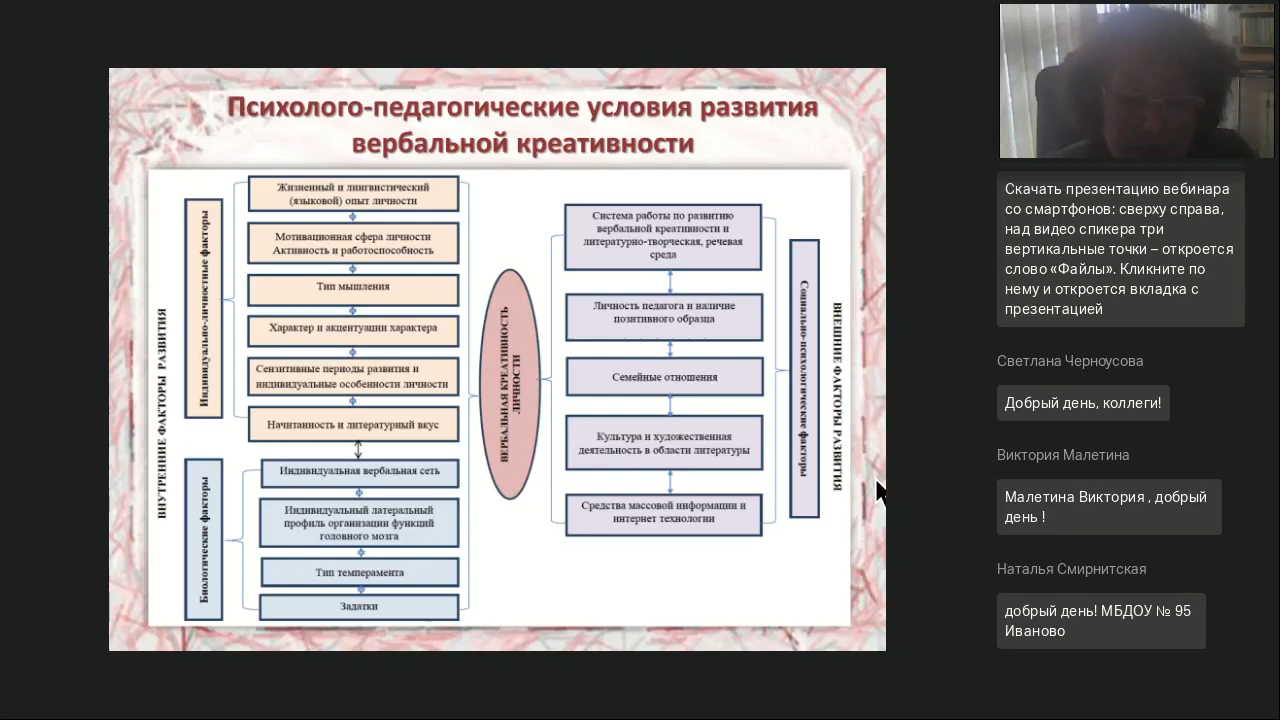 Психолого-педагогические условия развития
вербальной креативности
ВНУТРЕННИЕ ФАКТОРЫ РАЗВИТИЯ
Индивидуально-личностные факторы
Жизненный и лингвистический
(языковой) опыт личности
Мотивационная сфера личности
Активность и работоспособность
Тип мышления
Характер и акцентуации характера
Сензитивные периоды развития и
индивидуальные особенности личности
Начитанность и литературный вкус
Биологические факторы
Индивидуальная вербальная сеть
Индивидуальный латеральный
профиль организации функций
головного мозга
Тип темперамента
Задатки
ВЕРБАЛЬНАЯ КРЕАТИВНОСТЬ
ЛИЧНОСТИ
Система работы по развитию
вербальной креативности и
литературно-творческая, речевая
среда
Личность педагога и наличие
позитивного образца
Семейные отношения
Культура и художественная
деятельность в области литературы
Средства массовой информации и
интернет технологии
Социально-психологические факторы
ВНЕШНИЕ ФАКТОРЫ РАЗВИТИЯ
Скачать презентацию вебинара
со смартфонов: сверху справа,
над видео спикера три
вертикальные точки – откроется
слово «Файлы». Кликните по
нему и откроется вкладка с
презентацией
Светлана Черноусова
Добрый день, коллеги!
Виктория Малетина
Малетина Виктория , добрый
день !
Наталья Смирнитская
добрый день! МБДОУ № 95
Иваново